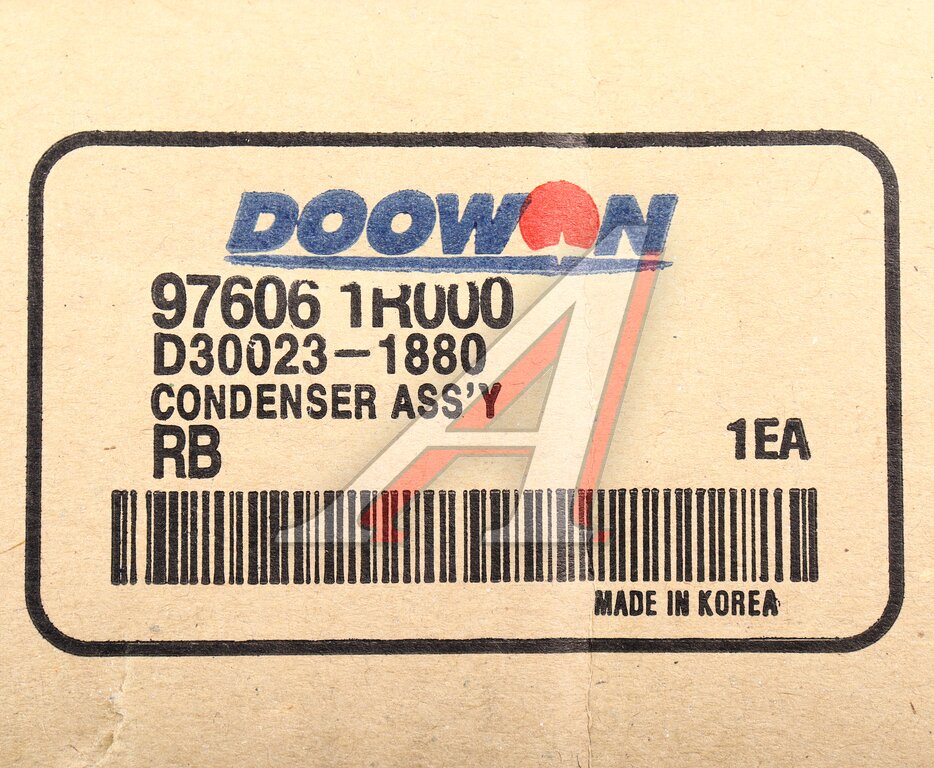 DOOWON
97606 1R000
D30023-1880
CONDENSER ASS'Y
RB
1EA
MADE IN KOREA